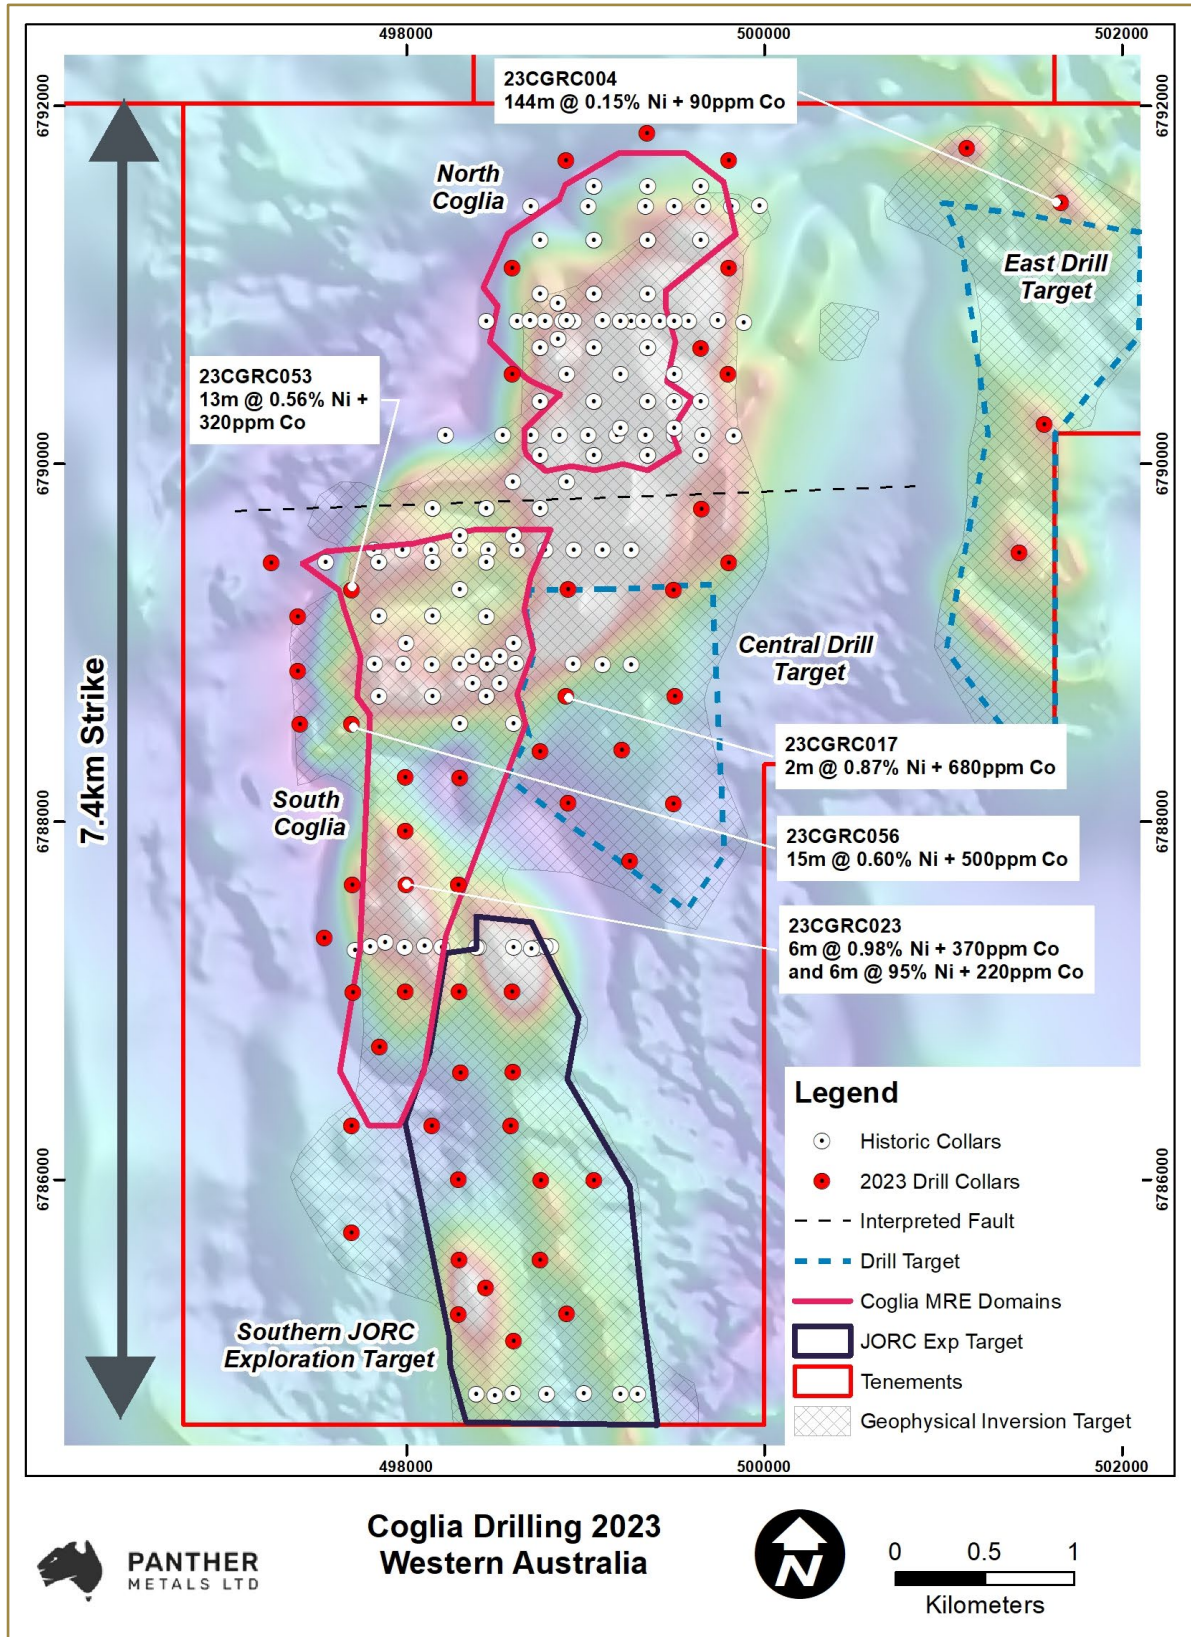 498000
500000
502000
6792000
6792000
23CGRC004
144m @ 0.15% Ni + 90ppm Co
North
Coglia
East Drill
Target
23CGRC053
13m @ 0.56% Ni +
320ppm Co
6790000
6790000
Central Drill
Target
7.4km Strike
23CGRC017
2m @ 0.87% Ni + 680ppm Co
South
Coglia
6788000
6788000
23CGRC056
15m @ 0.60% Ni + 500ppm Co
23CGRC023
6m @ 0.98% Ni + 370ppm Co
and 6m @ 95% Ni + 220ppm Co
Legend
Historic Collars
2023 Drill Collars
Interpreted Fault
Drill Target
Coglia MRE Domains
JORC Exp Target
Tenements
Geophysical Inversion Target
6786000
6786000
Southern JORC
Exploration Target
498000
500000
502000
PANTHER
METALS LTD
Coglia Drilling 2023
Western Australia
N
0 0.5 1
Kilometers